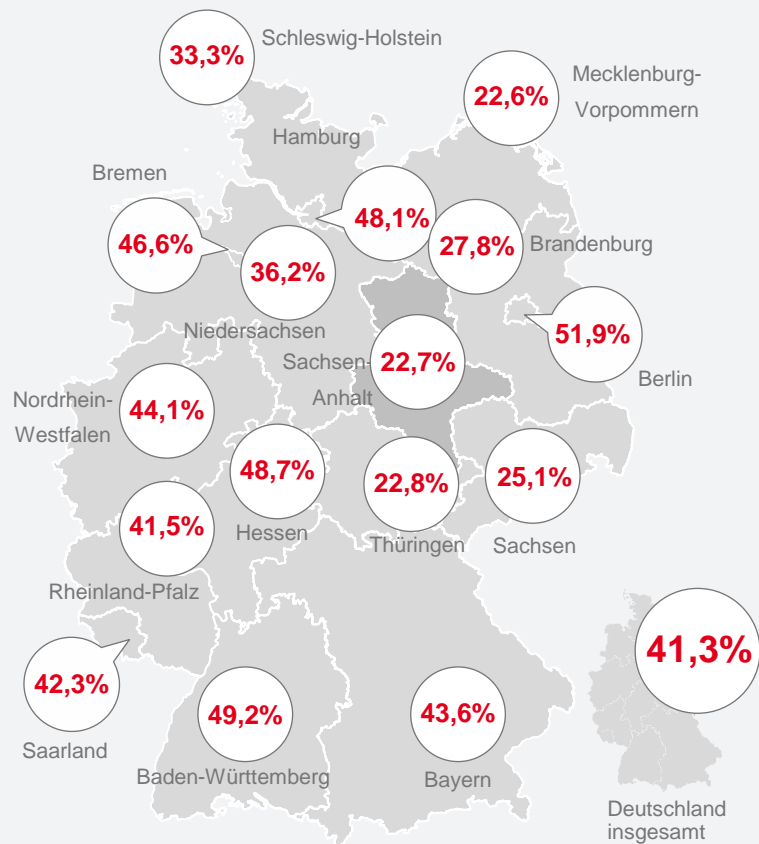 Schleswig-Holstein
33,3%
Mecklenburg-
Vorpommern
22,6%
Hamburg
48,1%
Bremen
46,6%
36,2%
Niedersachsen
27,8%
Brandenburg
51,9%
Berlin
Sachsen-
Anhalt
22,7%
Nordrhein-
Westfalen
44,1%
48,7%
Hessen
22,8%
Thüringen
25,1%
Sachsen
41,5%
Rheinland-Pfalz
42,3%
Saarland
49,2%
Baden-Württemberg
43,6%
Bayern
41,3%
Deutschland
insgesamt